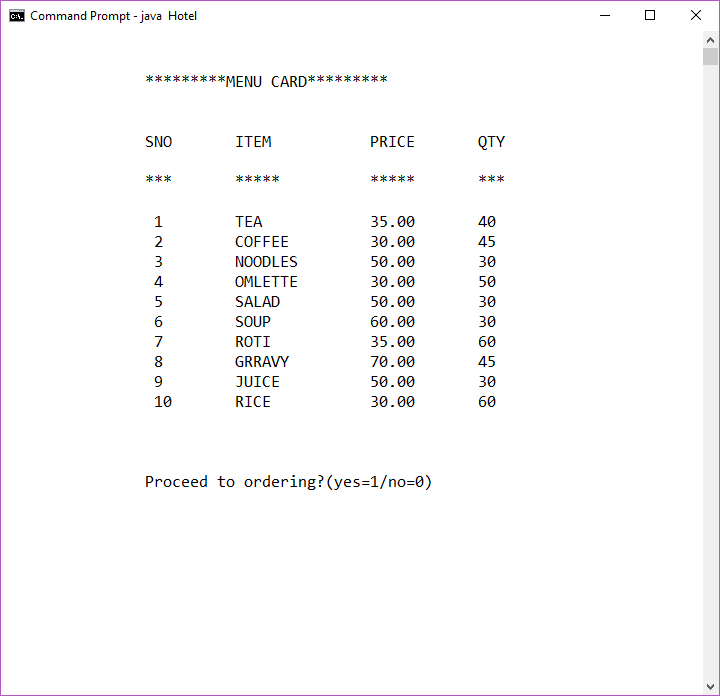 Command Prompt - java  Hotel
*********MENU CARD*********
SNO ITEM PRICE QTY
*** ***** ***** ***
1 TEA 35.00 40
2 COFFEE 30.00 45
3 NOODLES 50.00 30
4 OMLETTE 30.00 50
5 SALAD 50.00 30
6 SOUP 60.00 30
7 ROTI 35.00 60
8 GRRAVY 70.00 45
9 JUICE 50.00 30
10 RICE 30.00 60
Proceed to ordering?(yes=1/no=0)